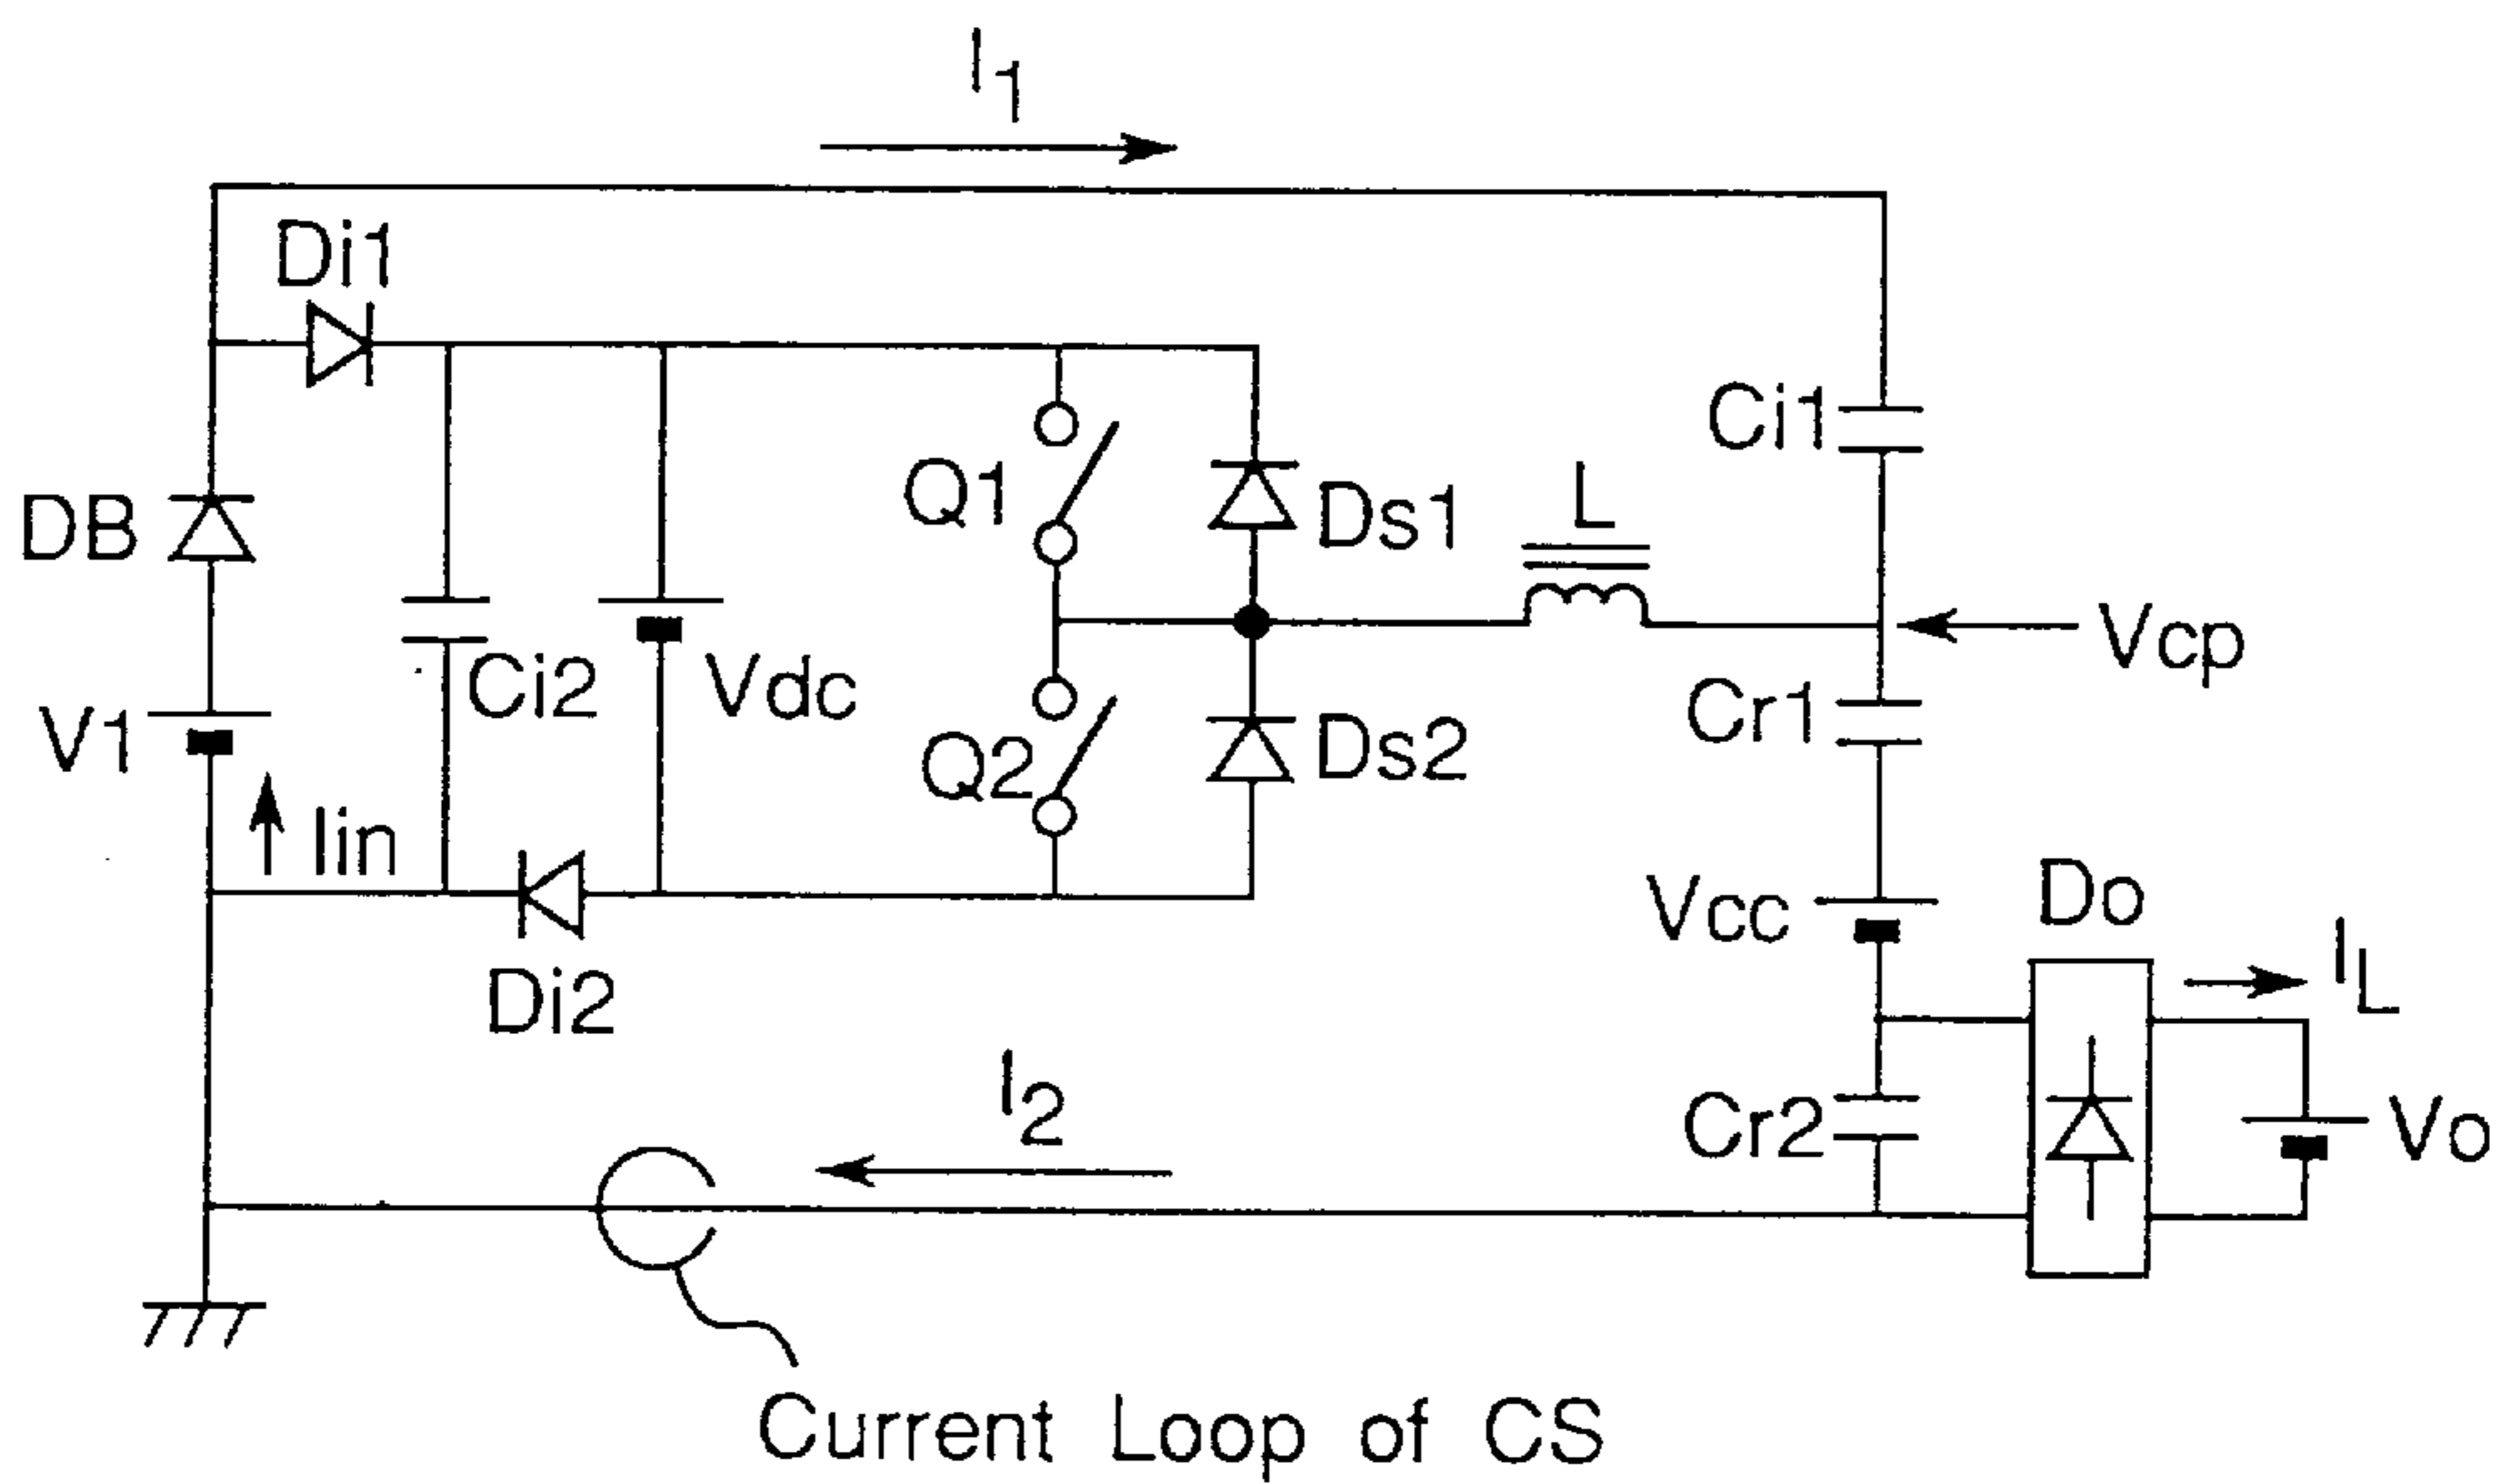 I1
Di1
DB
V1
Iin
Ci2
Vdc
Di2
Q1
Q2
Ds1
Ds2
L
Ci1
Vcp
Cr1
Vcc
Do
IL
Cr2
Vo
I2
Current Loop of CS